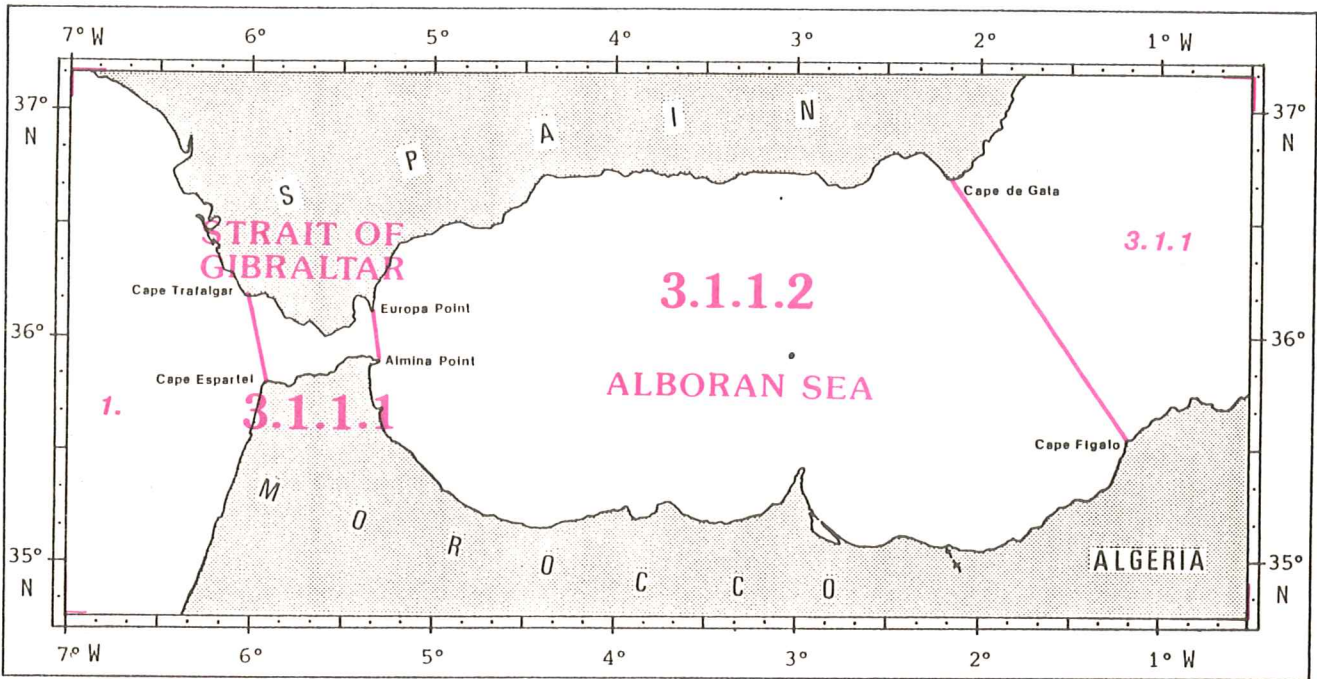 7° W 6° 5° 4° 3° 2° 1° W
37°
N
37°
N
S P A I N
Cape de Gala
STRAIT OF
GIBRALTAR
3.1.1
3.1.1.2
Cape Trafalgar
Europa Point
36°
36°
Almina Point
Cape Espartel
ALBORAN SEA
1.
3.1.1.1
Cape Figalo
M O R O C C O
35°
N
ALGERIA
35°
N
7° W 6° 5° 4° 3° 2° 1° W